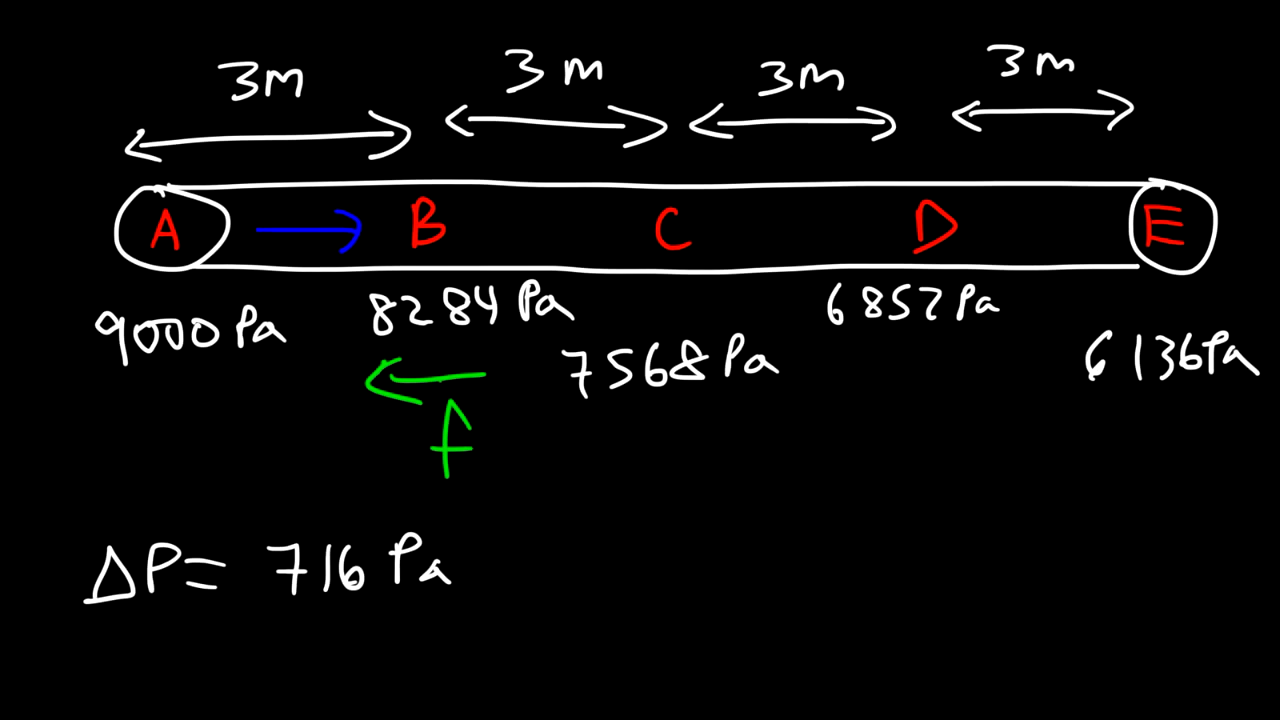 3m 3m 3m 3m
A B C D E
9000 Pa 8284 Pa 7568 Pa 6852 Pa 6136 Pa
f
ΔP= 716 Pa